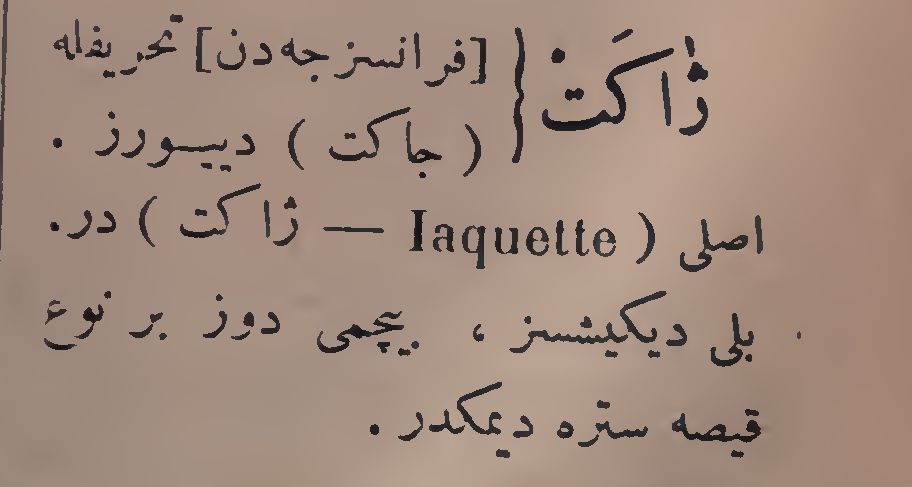 ژاكَت } [فرانسزجه‌دن] تحريفله
( جاكت ) دييورز .
اصلى ( Iaquette — ژاكت ) در.
بلى ديكيشسز ، بيچمى دوز بر نوع
قيصه ستره ديمكدر .